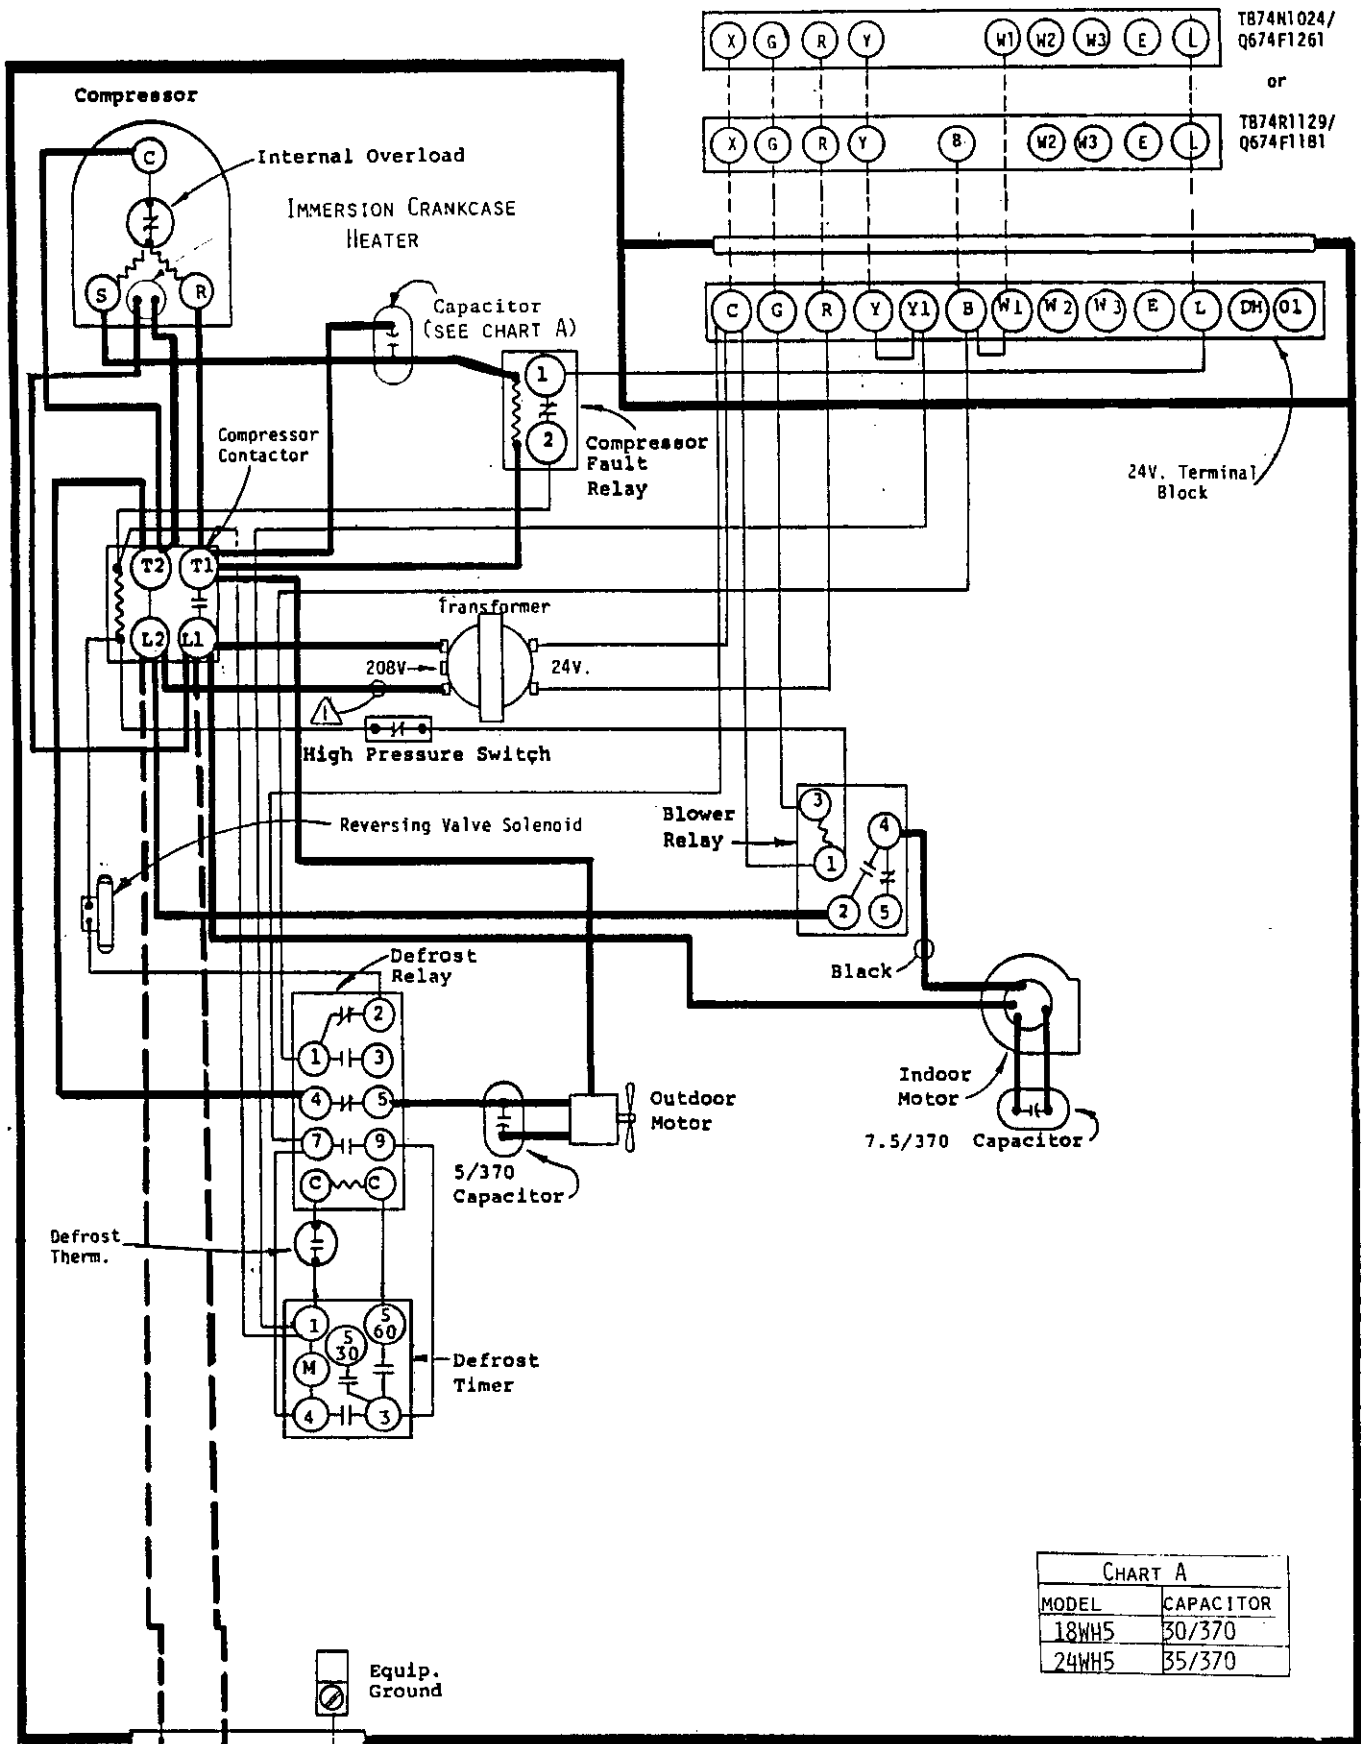 T874N1024/
Q674F1261
X G R Y W1 W2 W3 E L
or
T874R1129/
Q674F1181
X G R Y B W2 W3 E L
Compressor
C
Internal Overload
IMMERSION CRANKCASE
HEATER
S R
Capacitor
(SEE CHART A)
C G R Y Y1 B W1 W2 W3 E L DH O1
1
2
Compressor
Fault
Relay
24V. Terminal
Block
Compressor
Contactor
T2 T1
L2 L1
Transformer
208V
24V.
1
High Pressure Switch
Reversing Valve Solenoid
Blower
Relay
3
4
1
2 5
Black
Defrost
Relay
2
1 3
4 5
7 9
C C
Outdoor
Motor
5/370
Capacitor
Indoor
Motor
7.5/370 Capacitor
Defrost
Therm.
1
S
60
S
30
M
4 3
Defrost
Timer
CHART A
MODEL CAPACITOR
18WH5 30/370
24WH5 35/370
Equip.
Ground